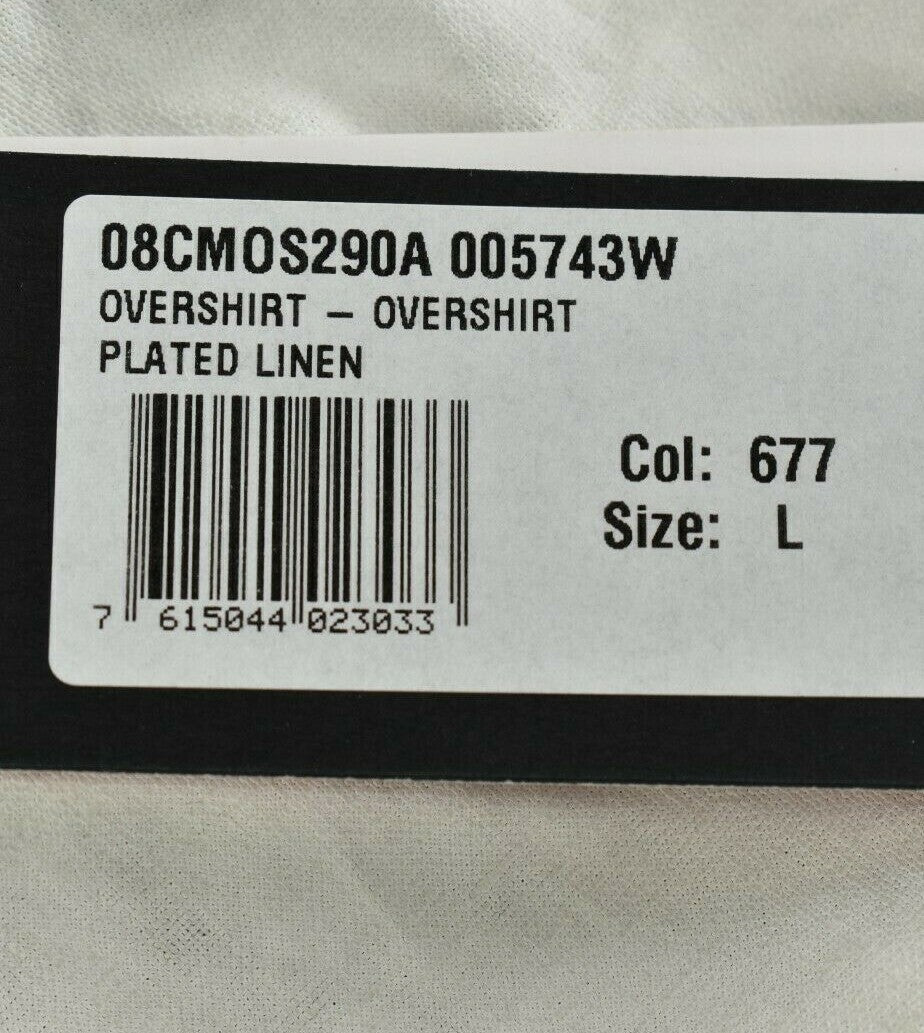 08CMOS290A 005743W
OVERSHIRT – OVERSHIRT
PLATED LINEN
Col: 677
Size: L
7 615044 023033